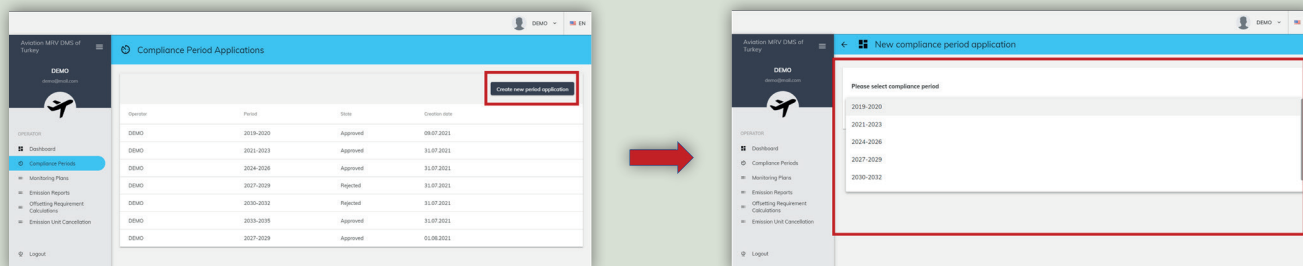 DEMO
EN
Aviation MRV DMS of
Turkey
Compliance Period Applications
DEMO
demo@mail.com
Create new period application
Operator Period State Creation date
DEMO 2019-2020 Approved 09.07.2021
DEMO 2021-2023 Approved 31.07.2021
DEMO 2024-2026 Approved 31.07.2021
DEMO 2027-2029 Rejected 31.07.2021
DEMO 2030-2032 Rejected 31.07.2021
DEMO 2033-2035 Approved 31.07.2021
DEMO 2027-2029 Approved 01.08.2021
OPERATOR
Dashboard
Compliance Periods
Monitoring Plans
Emission Reports
Offsetting Requirement
Calculations
Emission Unit Cancellation
Logout
DEMO
Aviation MRV DMS of
Turkey
New compliance period application
DEMO
demo@mail.com
Please select compliance period
2019-2020
2021-2023
2024-2026
2027-2029
2030-2032
OPERATOR
Dashboard
Compliance Periods
Monitoring Plans
Emission Reports
Offsetting Requirement
Calculations
Emission Unit Cancellation
Logout